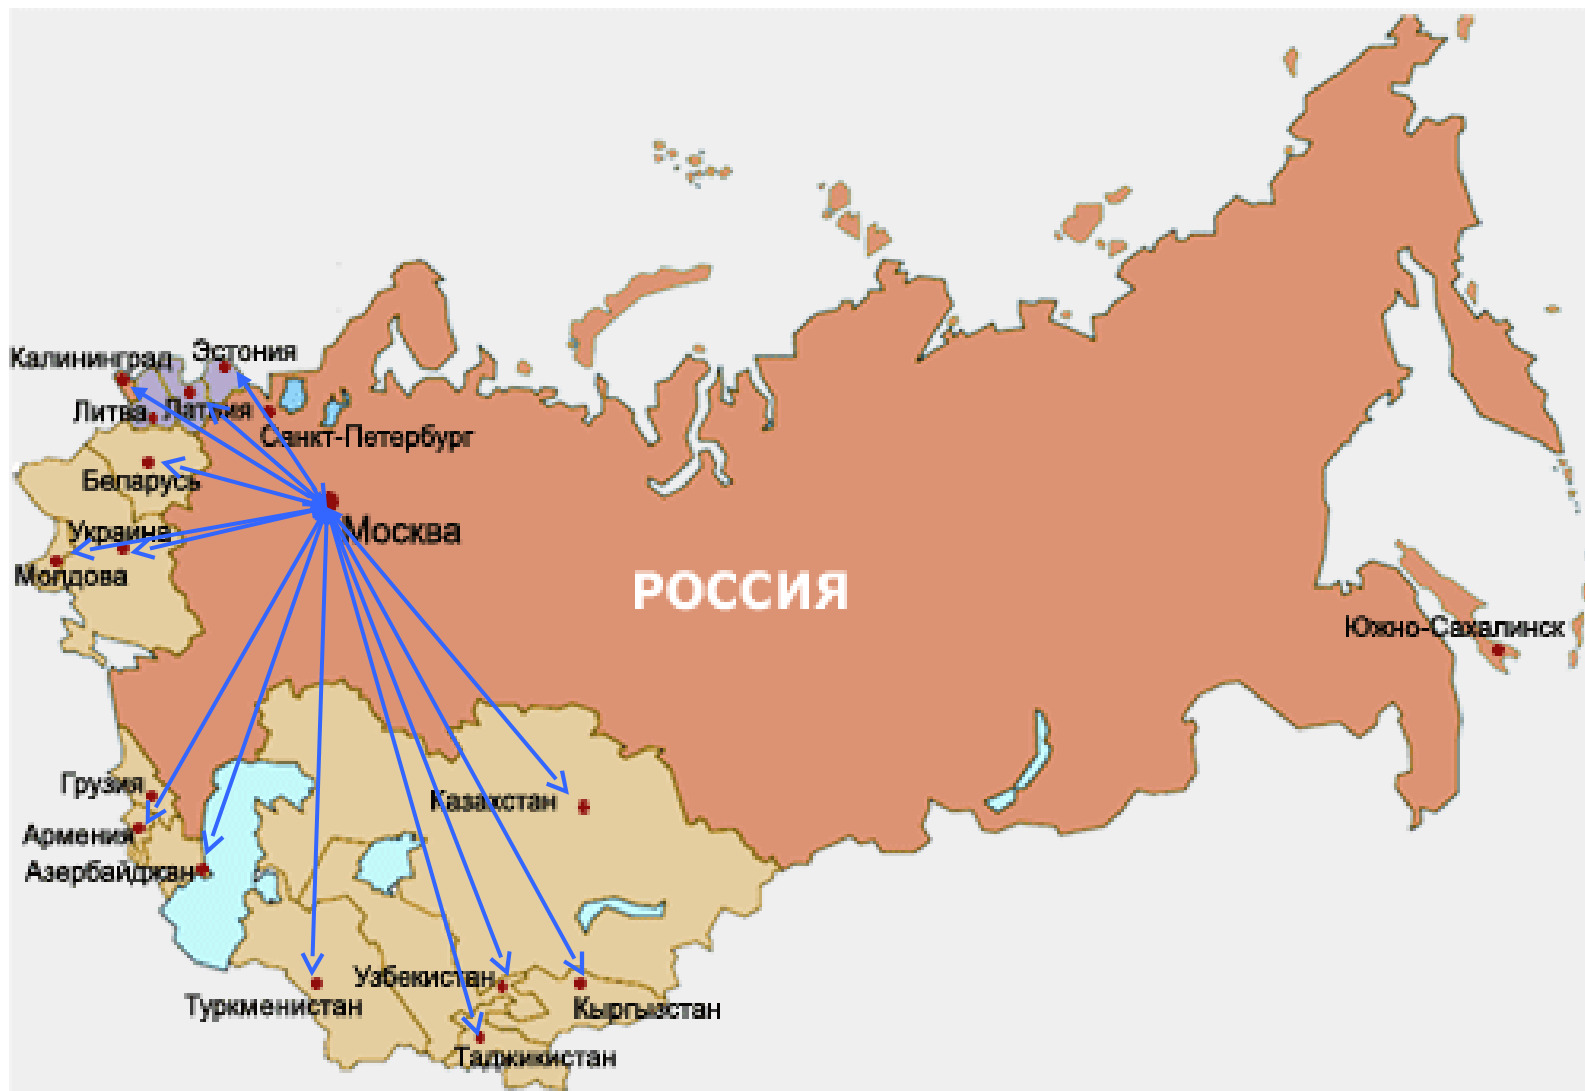 Эстония
Калининград
Литва
Латвия
Санкт-Петербург
Беларусь
Украина
Москва
Молдова
РОССИЯ
Южно-Сахалинск
Грузия
Казахстан
Армения
Азербайджан
Узбекистан
Туркменистан
Кыргызстан
Таджикистан